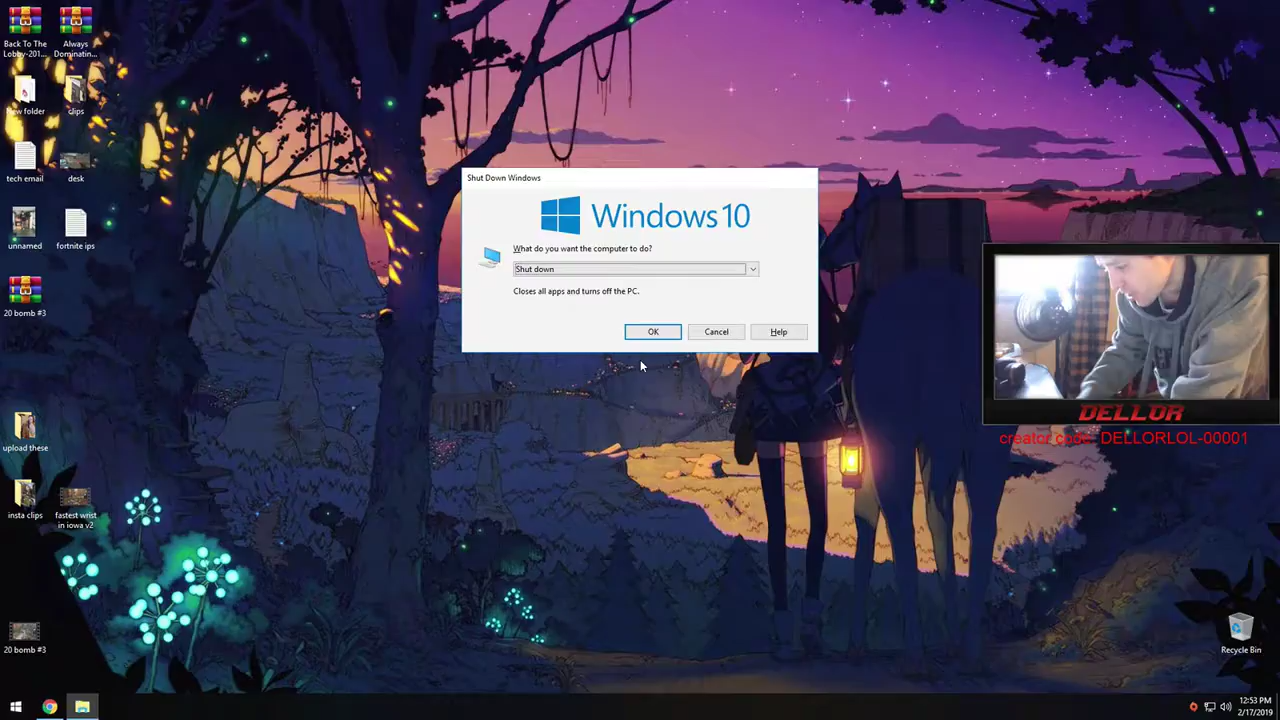 Back To The
Lobby-201...
Always
Dominatin...
New folder
clips
tech email
desk
unnamed
fortnite ips
20 bomb #3
upload these
insta clips
fastest wrist
in iowa v2
20 bomb #3
Shut Down Windows
Windows 10
What do you want the computer to do?
Shut down
Closes all apps and turns off the PC.
OK
Cancel
Help
DELLOR
creator code DELLORLOL-00001
Recycle Bin
12:53 PM
2/17/2019